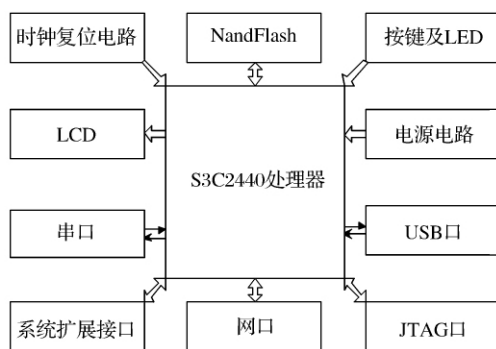 时钟复位电路
NandFlash
按键及LED
LCD
电源电路
S3C2440处理器
串口
USB口
系统扩展接口
网口
JTAG口